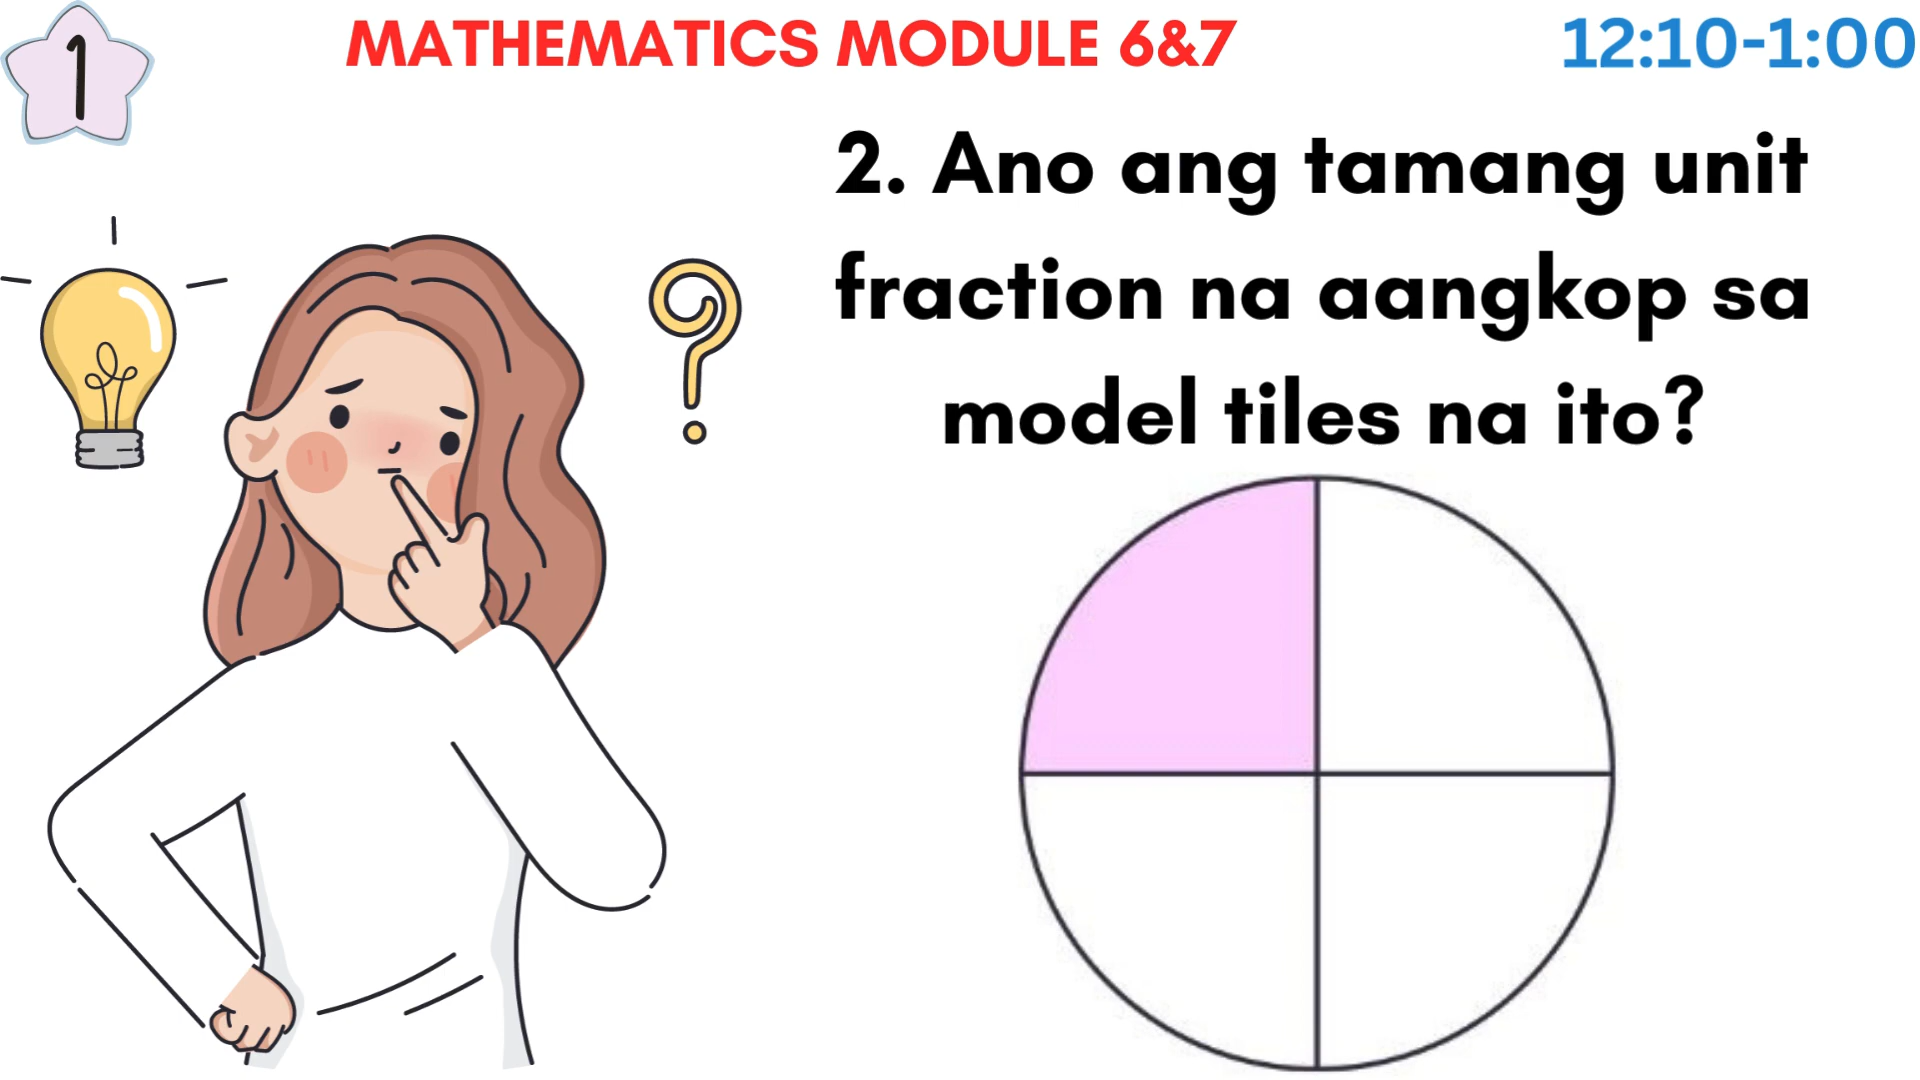 1
MATHEMATICS MODULE 6&7
12:10-1:00
2. Ano ang tamang unit
fraction na aangkop sa
model tiles na ito?